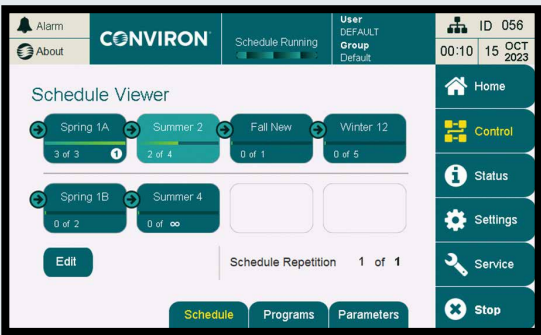 Alarm
About
CONVIRON
Schedule Running
User
DEFAULT
Group
Default
ID 056
00:10
15 OCT 2023
Schedule Viewer
Spring 1A
3 of 3
1
Summer 2
2 of 4
Fall New
0 of 1
Winter 12
0 of 5
Spring 1B
0 of 2
Summer 4
0 of ∞
Edit
Schedule Repetition 1 of 1
Schedule
Programs
Parameters
Home
Control
Status
Settings
Service
Stop